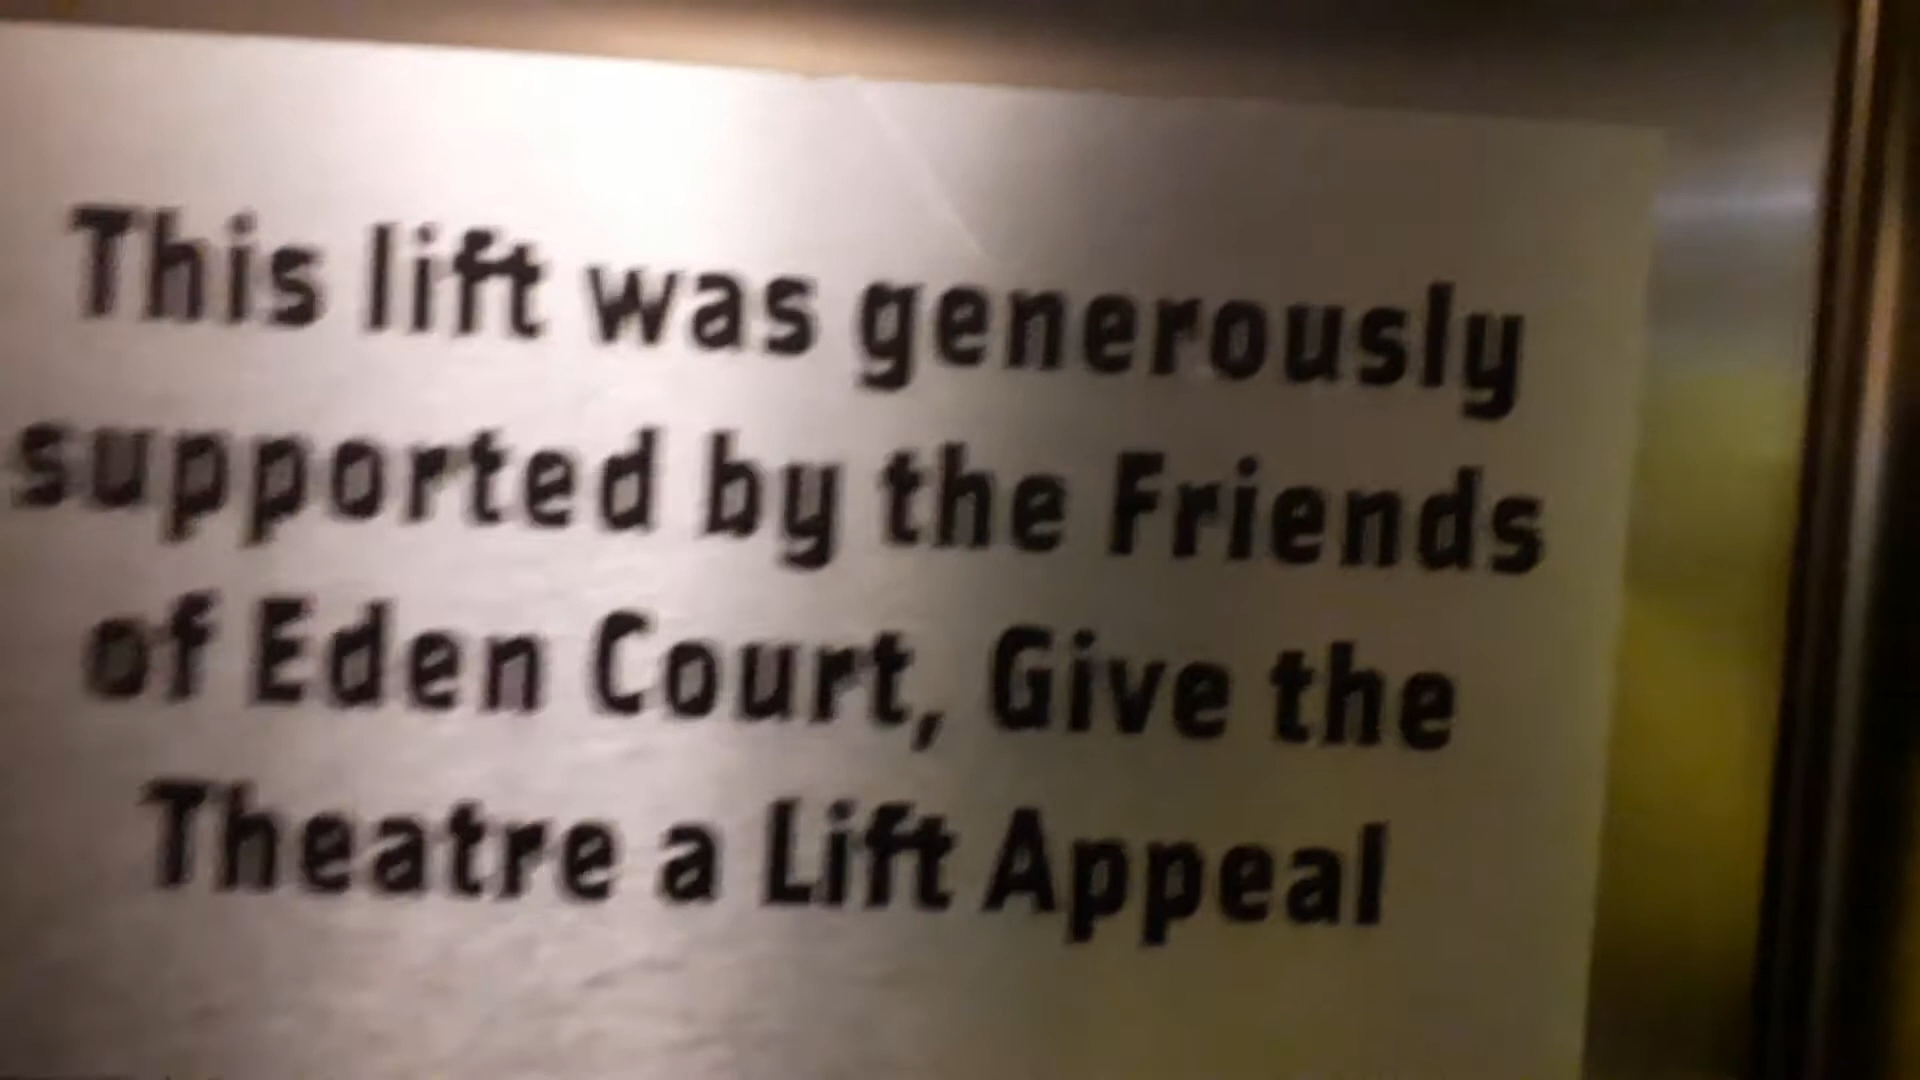 This lift was generously
supported by the Friends
of Eden Court, Give the
Theatre a Lift Appeal